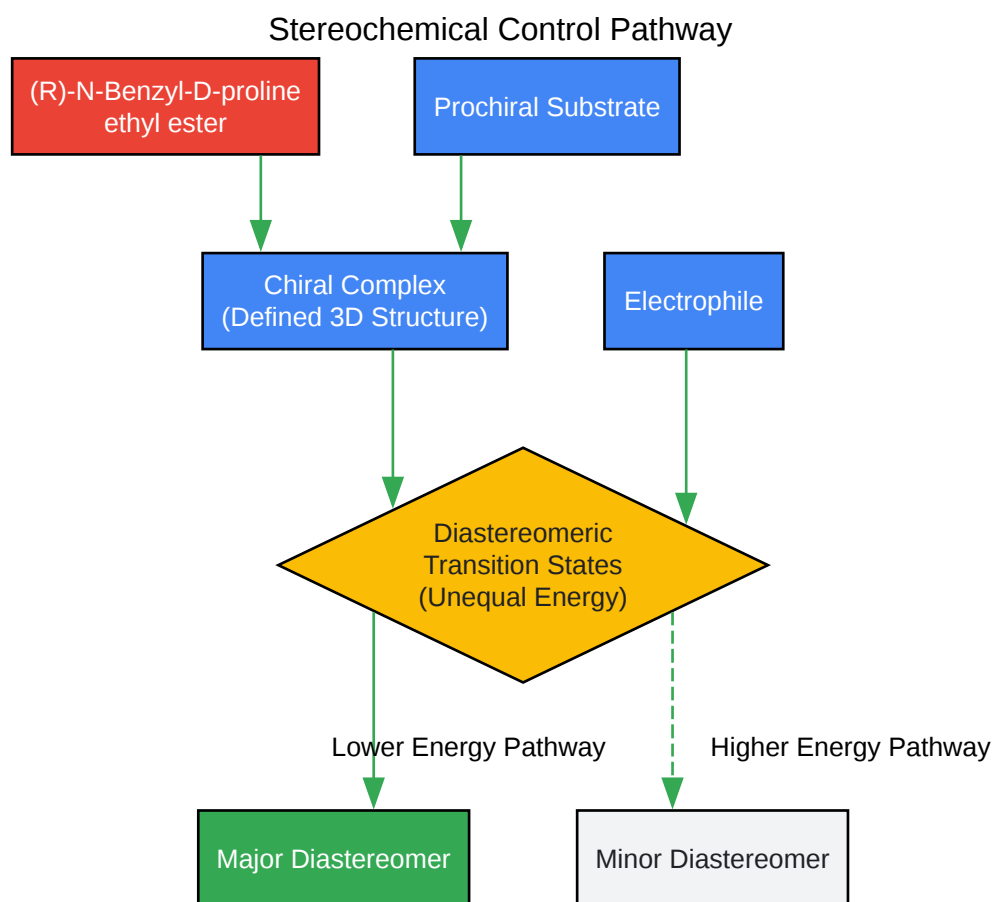 Stereochemical Control Pathway
(R)-N-Benzyl-D-proline
ethyl ester
Prochiral Substrate
Chiral Complex
(Defined 3D Structure)
Electrophile
Diastereomeric
Transition States
(Unequal Energy)
Lower Energy Pathway
Higher Energy Pathway
Major Diastereomer
Minor Diastereomer